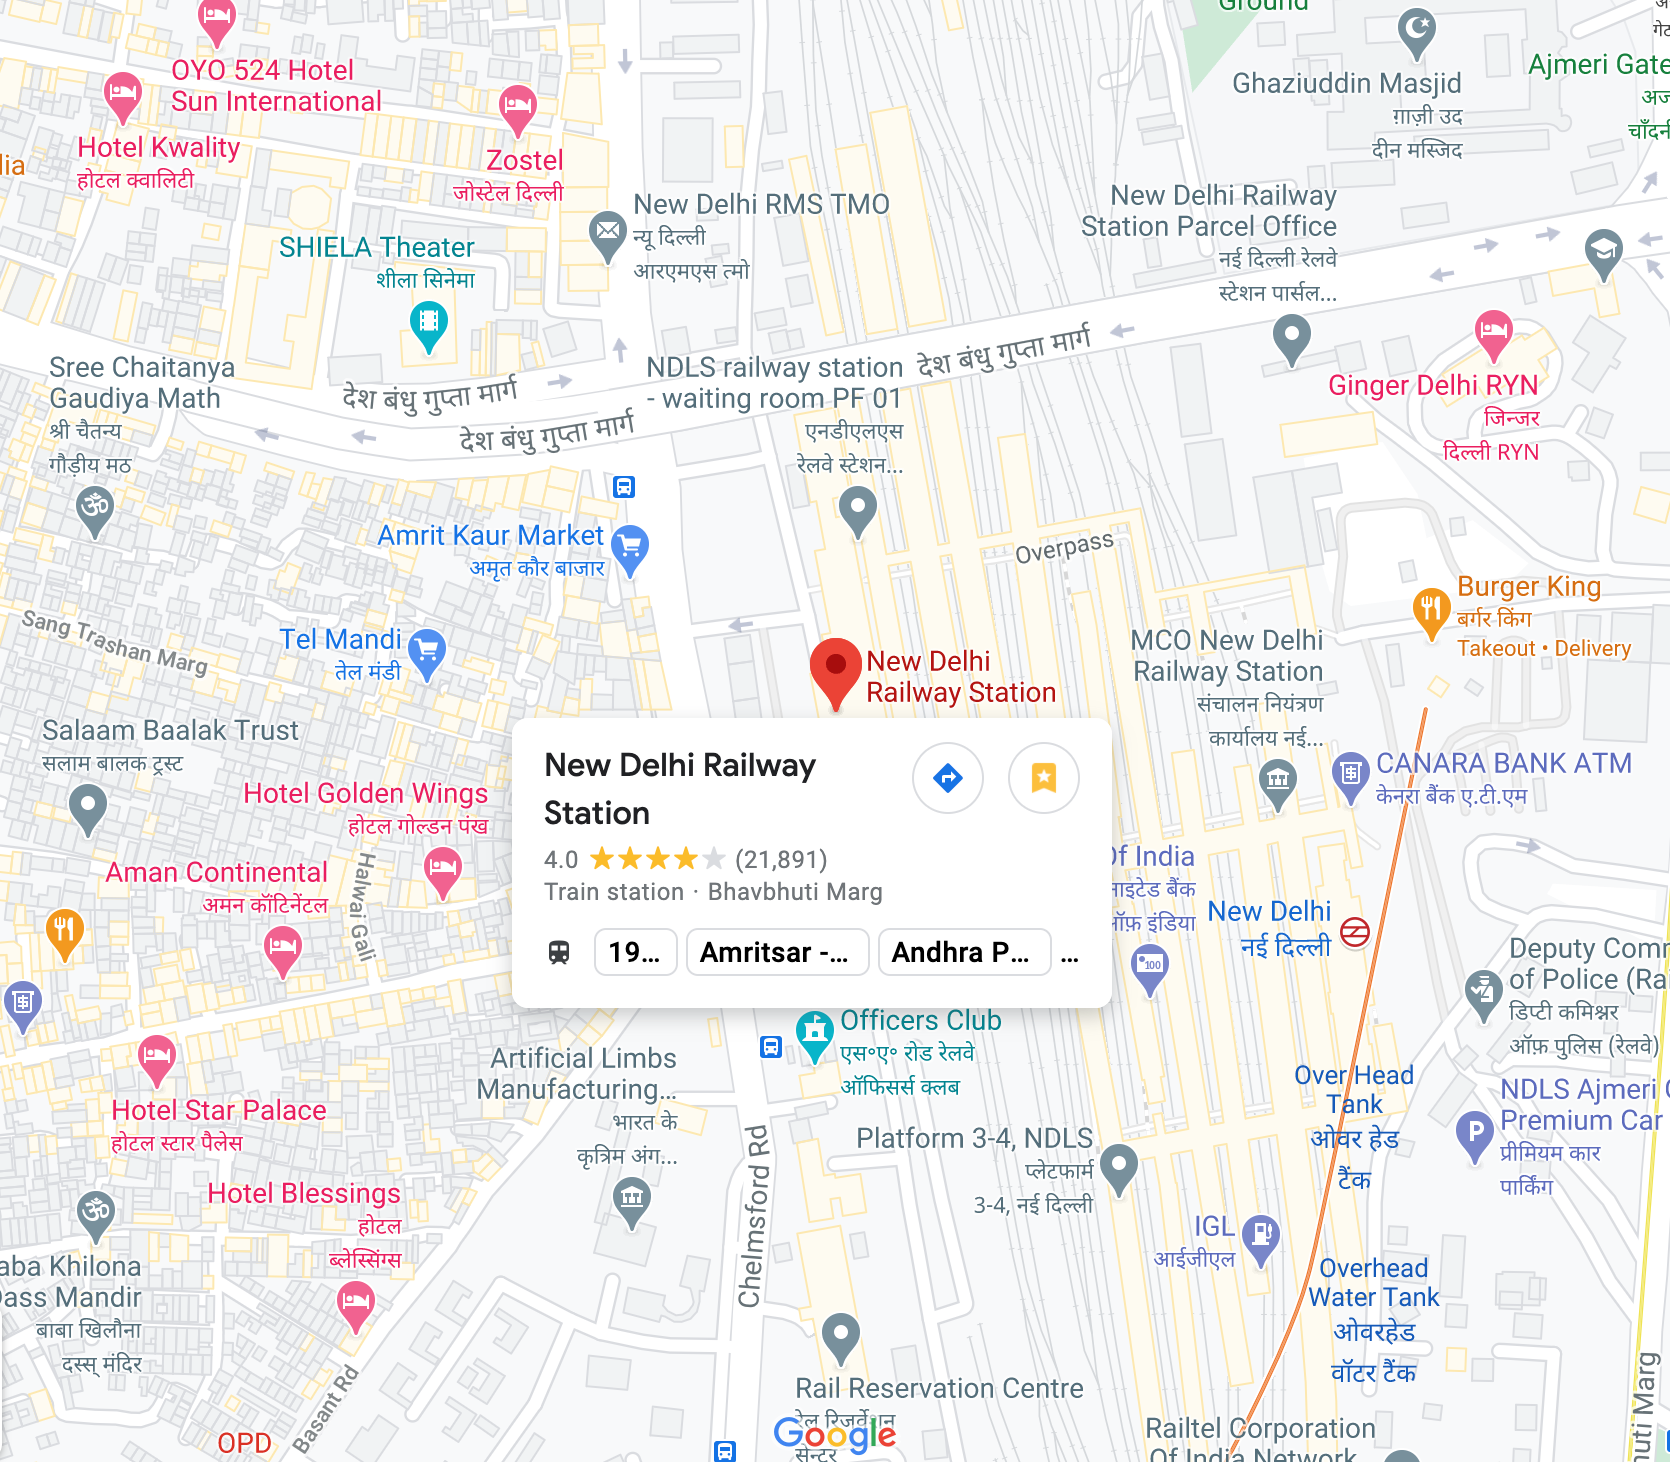 Ground
OYO 524 Hotel
Sun International
Hotel Kwality
होटल क्वालिटी
Zostel
जोस्टेल दिल्ली
Ghaziuddin Masjid
ग़ाज़ी उद
दीन मस्जिद
Ajmeri Gate
New Delhi RMS TMO
न्यू दिल्ली
आरएमएस त्मो
New Delhi Railway
Station Parcel Office
नई दिल्ली रेलवे
स्टेशन पार्सल...
SHIELA Theater
शीला सिनेमा
Sree Chaitanya
Gaudiya Math
श्री चैतन्य
गौड़ीय मठ
देश बंधु गुप्ता मार्ग
देश बंधु गुप्ता मार्ग
देश बंधु गुप्ता मार्ग
NDLS railway station
- waiting room PF 01
एनडीएलएस
रेलवे स्टेशन...
Ginger Delhi RYN
जिन्जर
दिल्ली RYN
Amrit Kaur Market
अमृत कौर बाजार
Overpass
Burger King
बर्गर किंग
Takeout • Delivery
Sang Trashan Marg
Tel Mandi
तेल मंडी
New Delhi
Railway Station
MCO New Delhi
Railway Station
संचालन नियंत्रण
कार्यालय नई...
Salaam Baalak Trust
सलाम बालक ट्रस्ट
Hotel Golden Wings
होटल गोल्डन पंख
New Delhi Railway
Station
4.0 (21,891)
Train station · Bhavbhuti Marg
19... Amritsar -... Andhra P... ...
CANARA BANK ATM
केनरा बैंक ए.टी.एम
Aman Continental
अमन कॉंटिनेंटल
Halwai Gali
Of India
नाइटेड बैंक
ऑफ़ इंडिया
100
New Delhi
नई दिल्ली
Deputy Comm
of Police (Rai
डिप्टी कमिश्नर
ऑफ़ पुलिस (रेलवे)
Officers Club
एस॰ए॰ रोड रेलवे
ऑफिसर्स क्लब
Artificial Limbs
Manufacturing...
भारत के
कृत्रिम अंग...
Over Head
Tank
ओवर हेड
टैंक
NDLS Ajmeri
Premium Car
प्रीमियम कार
पार्किंग
P
Hotel Star Palace
होटल स्टार पैलेस
Platform 3-4, NDLS
प्लेटफार्म
3-4, नई दिल्ली
Chelmsford Rd
Hotel Blessings
होटल
ब्लेस्सिंग्स
IGL
आईजीएल
aba Khilona
Dass Mandir
बाबा खिलौना
दस्स् मंदिर
Overhead
Water Tank
ओवरहेड
वॉटर टैंक
Basant Rd
OPD
Rail Reservation Centre
रेल रिजर्वेशन
सेन्टर
Google
Railtel Corporation
Of India Network
huti Marg